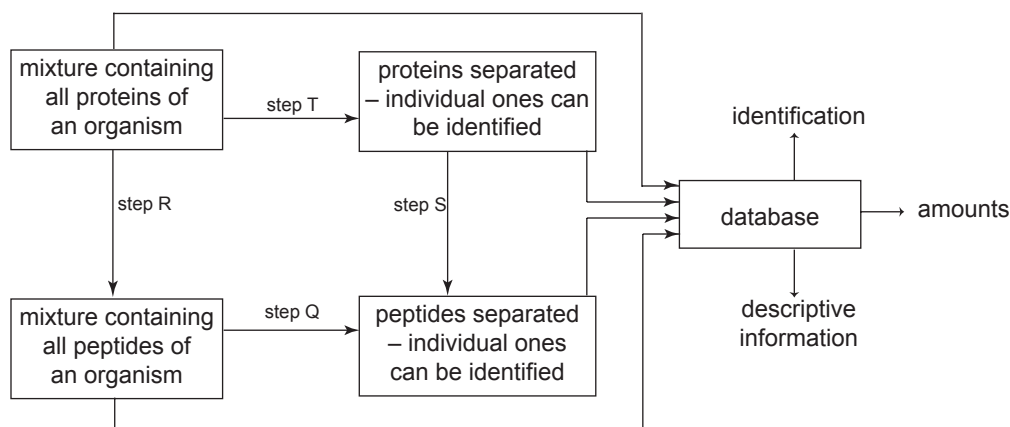 mixture containing
all proteins of
an organism
step T
proteins separated
– individual ones can
be identified
step R
step S
identification
database
amounts
descriptive
information
mixture containing
all peptides of
an organism
step Q
peptides separated
– individual ones
can be identified